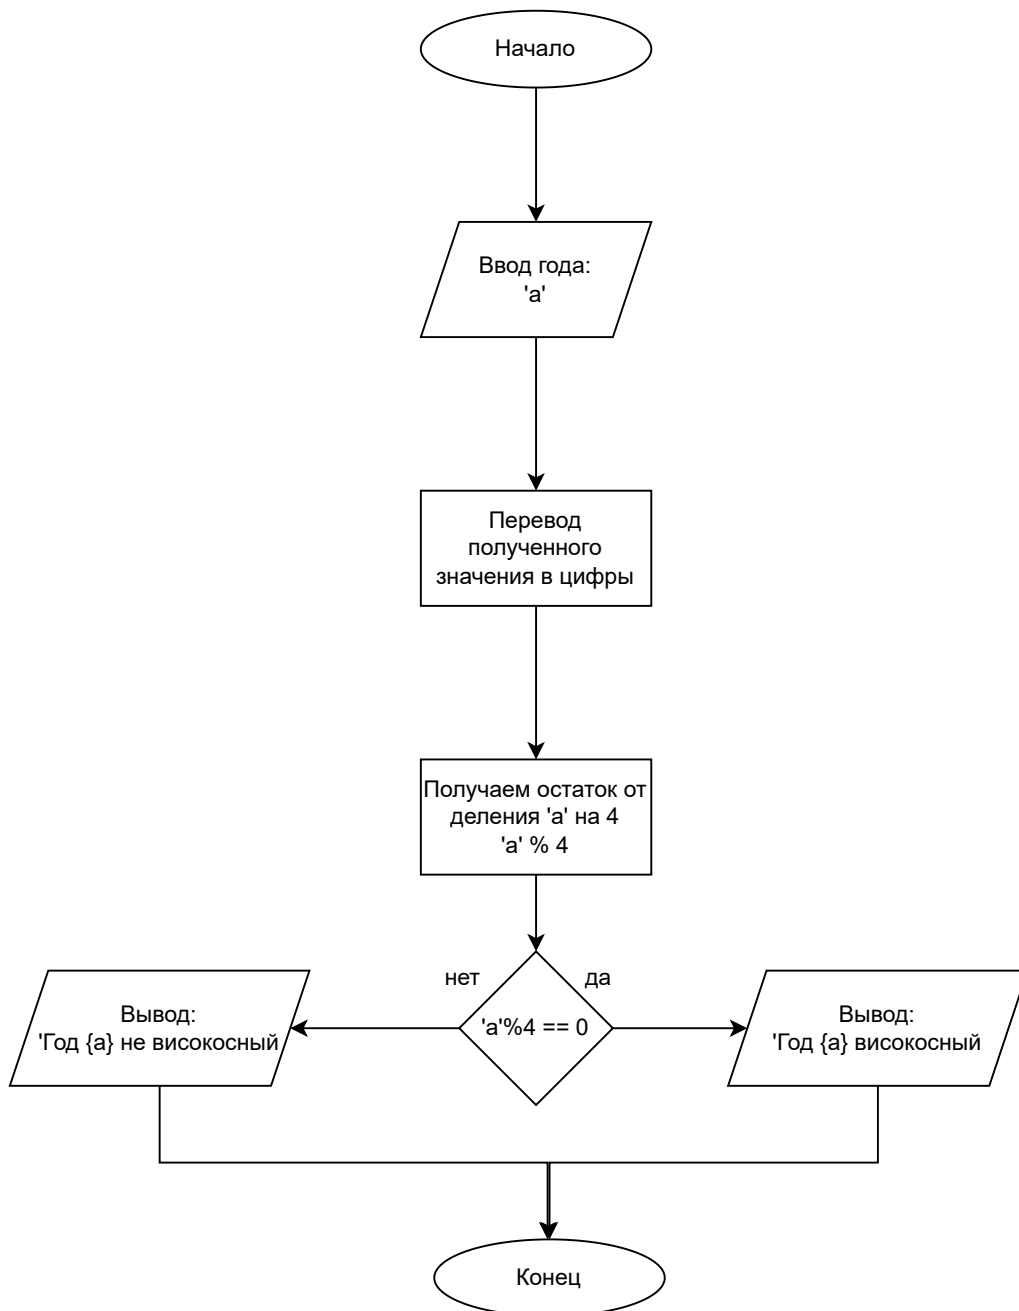 Начало
Ввод года:
'а'
Перевод
полученного
значения в цифры
Получаем остаток от
деления 'а' на 4
'а' % 4
нет
да
'а'%4 == 0
Вывод:
'Год {а} не високосный
Вывод:
'Год {а} високосный
Конец